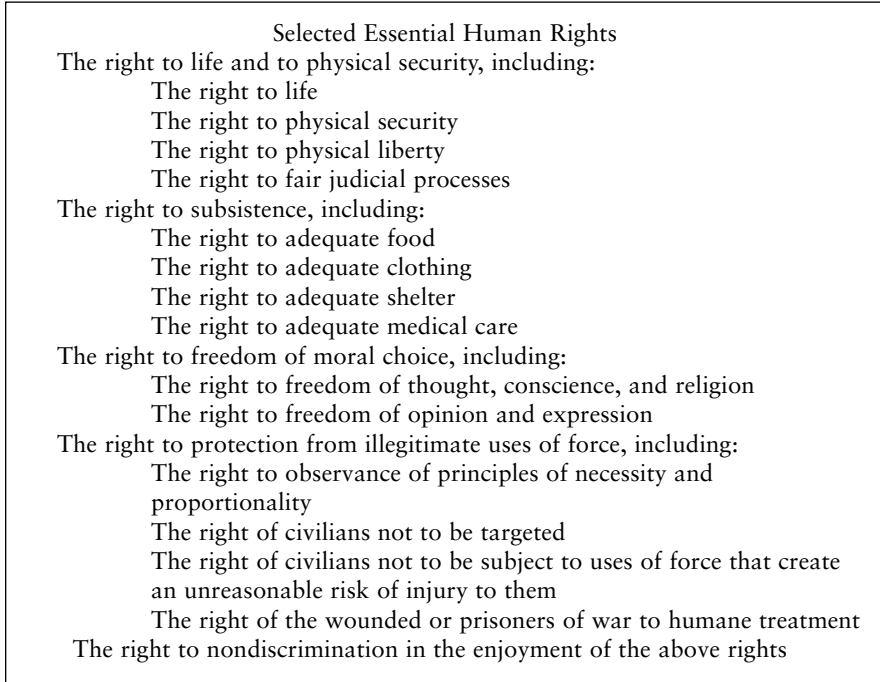 Selected Essential Human Rights
The right to life and to physical security, including:
The right to life
The right to physical security
The right to physical liberty
The right to fair judicial processes
The right to subsistence, including:
The right to adequate food
The right to adequate clothing
The right to adequate shelter
The right to adequate medical care
The right to freedom of moral choice, including:
The right to freedom of thought, conscience, and religion
The right to freedom of opinion and expression
The right to protection from illegitimate uses of force, including:
The right to observance of principles of necessity and
proportionality
The right of civilians not to be targeted
The right of civilians not to be subject to uses of force that create
an unreasonable risk of injury to them
The right of the wounded or prisoners of war to humane treatment
The right to nondiscrimination in the enjoyment of the above rights